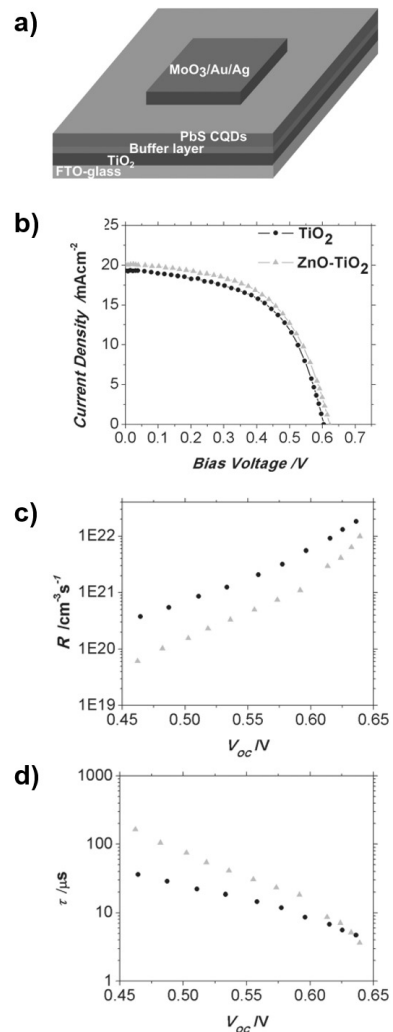 a)
MoO₃/Au/Ag
PbS CQDs
Buffer layer
TiO₂
FTO-glass
b)
Current Density /mAcm⁻²
25
20
15
10
5
0
TiO₂
ZnO-TiO₂
0.0 0.1 0.2 0.3 0.4 0.5 0.6 0.7
Bias Voltage /V
c)
R /cm⁻³s⁻¹
1E22
1E21
1E20
1E19
0.45 0.50 0.55 0.60 0.65
V_oc /V
d)
τ /μs
1000
100
10
1
0.45 0.50 0.55 0.60 0.65
V_oc /V